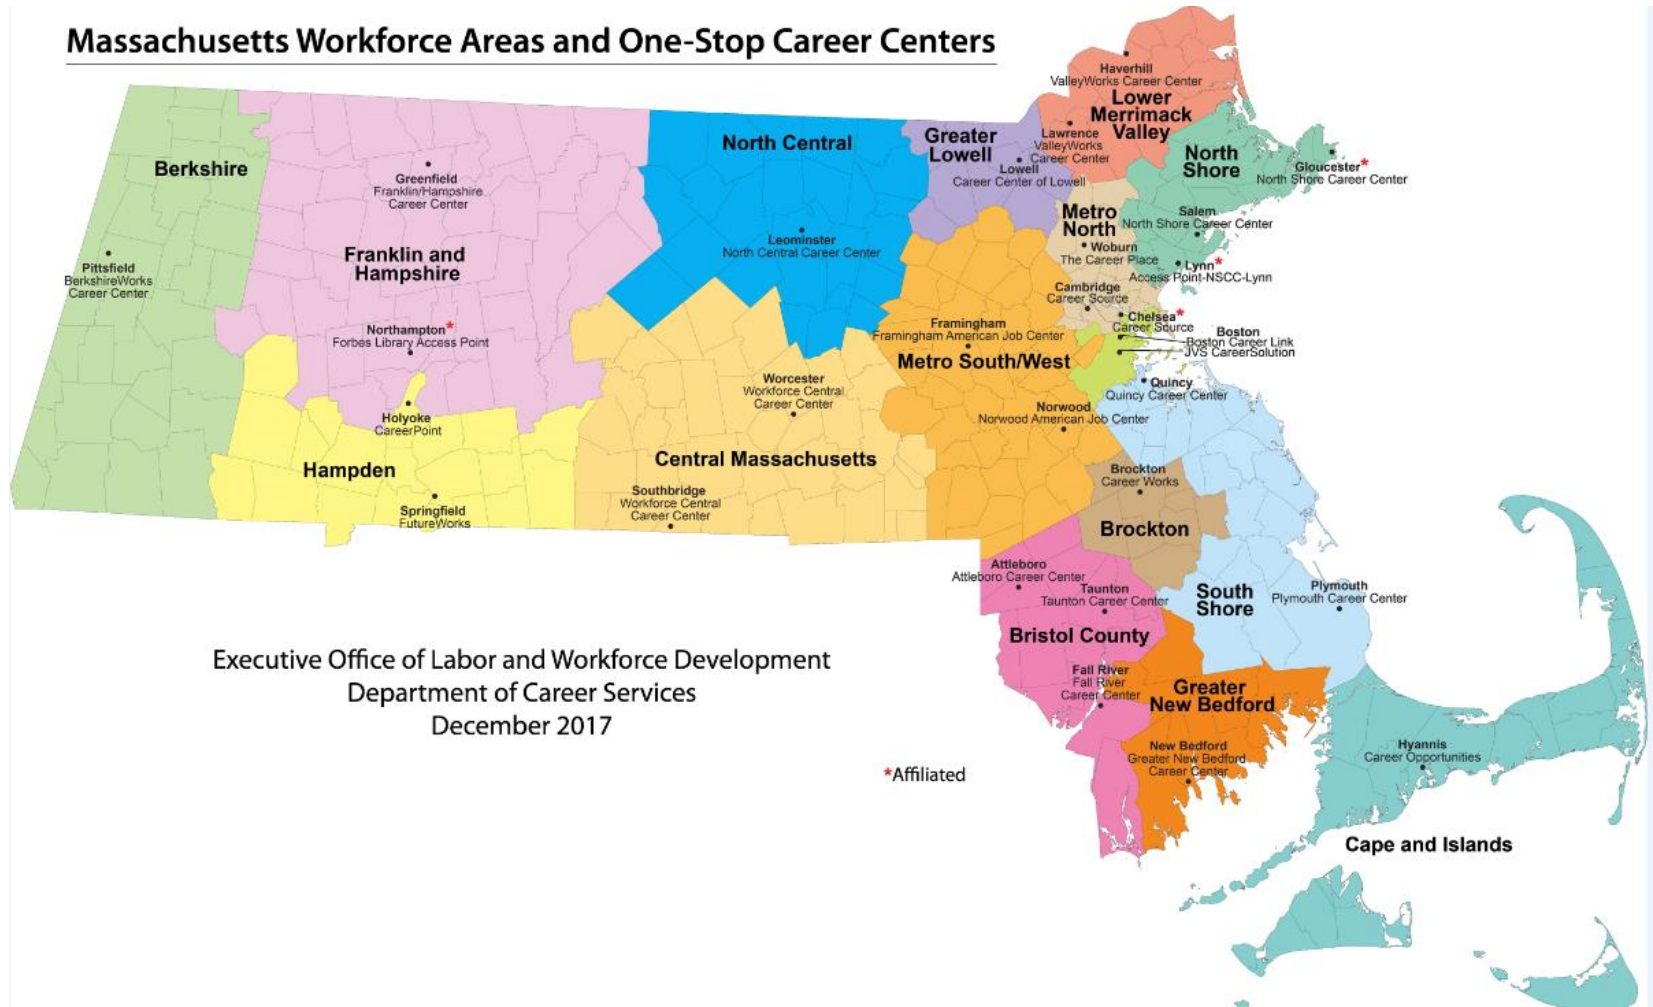 Massachusetts Workforce Areas and One-Stop Career Centers
Haverhill
ValleyWorks Career Center
Lower
Merrimack
Valley
Lawrence
ValleyWorks
Career Center
Greater
Lowell
Lowell
Career Center of Lowell
North Central
Leominster
North Central Career Center
Berkshire
Pittsfield
BerkshireWorks
Career Center
Greenfield
Franklin/Hampshire
Career Center
Franklin and
Hampshire
Northampton*
Forbes Library Access Point
Holyoke
CareerPoint
Hampden
Springfield
FutureWorks
Worcester
Workforce Central
Career Center
Central Massachusetts
Southbridge
Workforce Central
Career Center
North
Shore
Gloucester*
North Shore Career Center
Salem
North Shore Career Center
Lynn*
Access Point-NSCC-Lynn
Metro
North
Woburn
The Career Place
Cambridge
Career Source
Chelsea*
Career Source
Boston
Boston Career Link
JVS CareerSolution
Framingham
Framingham American Job Center
Metro South/West
Norwood
Norwood American Job Center
Quincy
Quincy Career Center
Brockton
Career Works
Brockton
Attleboro
Attleboro Career Center
Taunton
Taunton Career Center
Bristol County
Fall River
Fall River
Career Center
South
Shore
Plymouth
Plymouth Career Center
Greater
New Bedford
New Bedford
Greater New Bedford
Career Center
Hyannis
Career Opportunities
Cape and Islands
Executive Office of Labor and Workforce Development
Department of Career Services
December 2017
*Affiliated